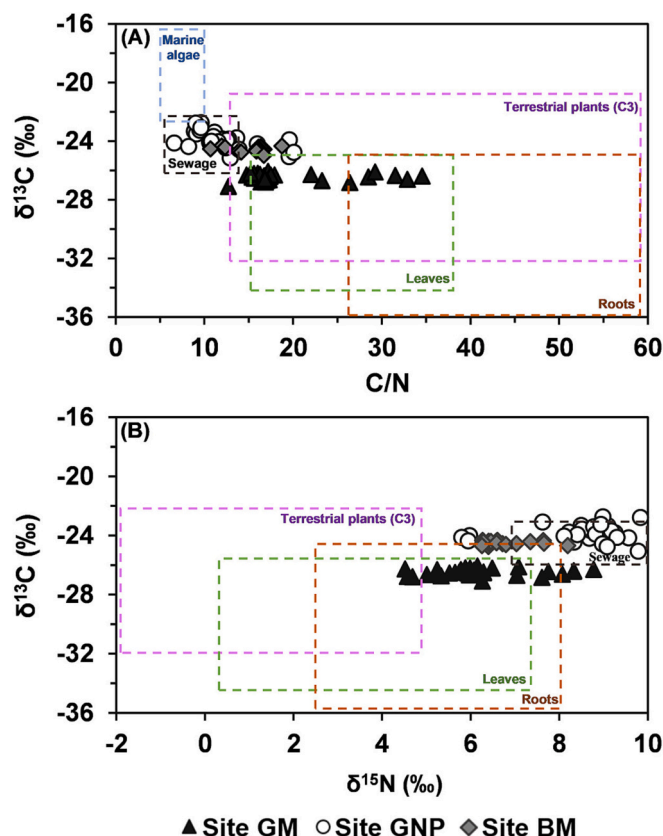 -16
(A)
Marine
algae
-20
Terrestrial plants (C3)
δ¹³C (‰)
-24
Sewage
-28
-32
Leaves
Roots
-36
0 10 20 30 40 50 60
C/N
-16
(B)
-20
Terrestrial plants (C3)
δ¹³C (‰)
-24
Sewage
-28
-32
Leaves
Roots
-36
-2 0 2 4 6 8 10
δ¹⁵N (‰)
Site GM Site GNP Site BM